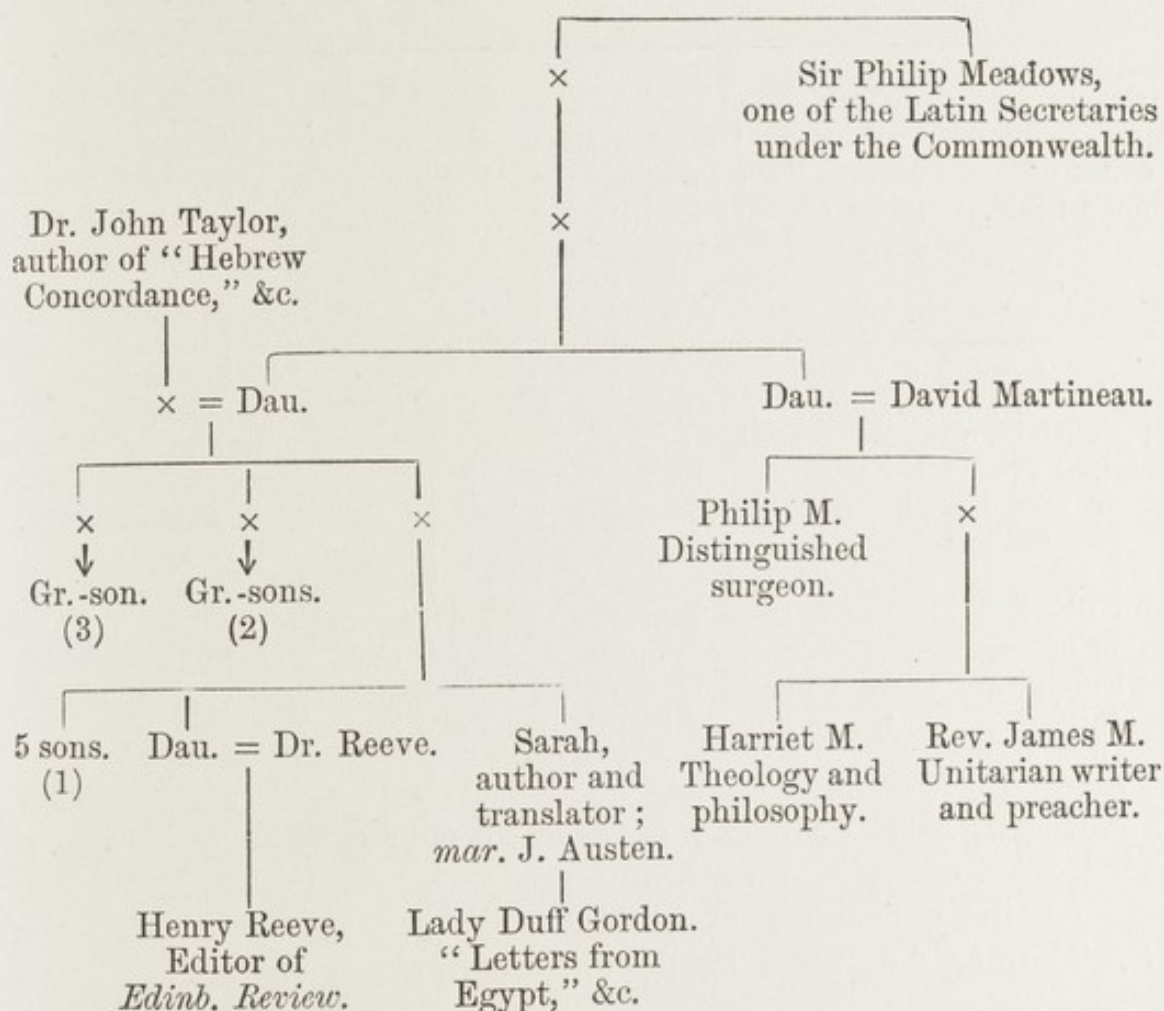 ×
Sir Philip Meadows,
one of the Latin Secretaries
under the Commonwealth.
×
Dr. John Taylor,
author of “Hebrew
Concordance,” &c.
× = Dau.
Dau. = David Martineau.
×
↓
Gr.-son.
(3)
×
↓
Gr.-sons.
(2)
×
Philip M.
Distinguished
surgeon.
×
5 sons.
(1)
Dau. = Dr. Reeve.
Sarah,
author and
translator ;
mar. J. Austen.
Harriet M.
Theology and
philosophy.
Rev. James M.
Unitarian writer
and preacher.
Henry Reeve,
Editor of
Edinb. Review.
Lady Duff Gordon.
“Letters from
Egypt,” &c.